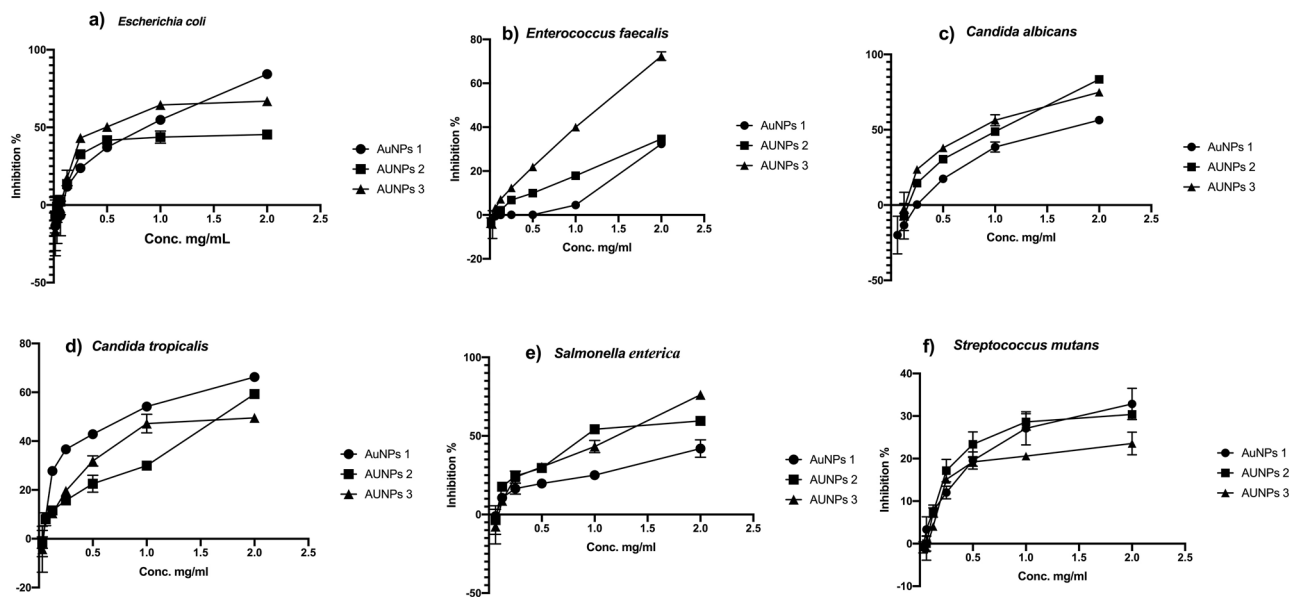 a) Escherichia coli
100
50
0
-50
Inhibition %
0.5 1.0 1.5 2.0 2.5
Conc. mg/mL
AuNPs 1
AUNPs 2
AUNPs 3
b) Enterococcus faecalis
80
60
40
20
0
-20
Inhibition %
0.5 1.0 1.5 2.0 2.5
Conc. mg/ml
AuNPs 1
AUNPs 2
AUNPs 3
c) Candida albicans
100
50
0
-50
Inhibition %
0.5 1.0 1.5 2.0 2.5
Conc. mg/ml
AuNPs 1
AUNPs 2
AUNPs 3
d) Candida tropicalis
80
60
40
20
0
-20
Inhibition %
0.5 1.0 1.5 2.0 2.5
Conc. mg/ml
AuNPs 1
AUNPs 2
AUNPs 3
e) Salmonella enterica
100
50
0
-50
Inhibition %
0.5 1.0 1.5 2.0 2.5
Conc. mg/ml
AuNPs 1
AUNPs 2
AUNPs 3
f) Streptococcus mutans
40
30
20
10
0
-10
Inhibition %
0.5 1.0 1.5 2.0 2.5
Conc. mg/ml
AuNPs 1
AUNPs 2
AUNPs 3